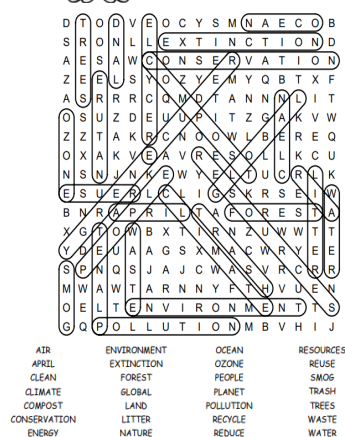 D T O D V E O C Y S M N A E C O B
S R O N L L E X T I N C T I O N D
A E S A W C O N S E R V A T I O N
Z E E L S Y O Z Y E M Y Q B T X F
A S R R R C Q M D T A N N N L I T
O S U Z D E U U P I T Z G A K V W
Z Z T A K R C N O O W L B E R E Q
O X A K V E A V R E S O L L K C U
N S N J N K E W Y E L T I C R L K
E S U E R L C L I G S K R S E I W
B N R A P R I L T A F O R E S T A
X G T O W B X T I R N Z U W W T T
Y D E U A A G S X M A C W R Y E E
S P N Q S J A J C W A S V R C R R
M W A W T A R N N Y F T H V U E N
O E L T E N V I R O N M E N T T S
G Q P O L L U T I O N M B V H I J
AIR ENVIRONMENT OCEAN RESOURCES
APRIL EXTINCTION OZONE REUSE
CLEAN FOREST PEOPLE SMOG
CLIMATE GLOBAL PLANET TRASH
COMPOST LAND POLLUTION TREES
CONSERVATION LITTER RECYCLE WASTE
ENERGY NATURE REDUCE WATER